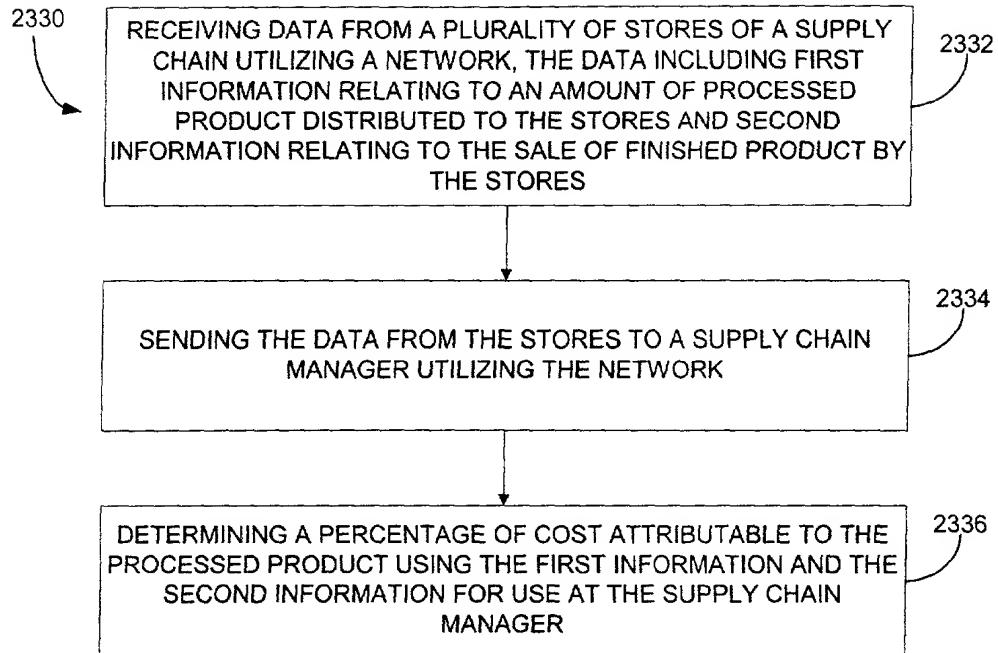 2330
RECEIVING DATA FROM A PLURALITY OF STORES OF A SUPPLY
CHAIN UTILIZING A NETWORK, THE DATA INCLUDING FIRST
INFORMATION RELATING TO AN AMOUNT OF PROCESSED
PRODUCT DISTRIBUTED TO THE STORES AND SECOND
INFORMATION RELATING TO THE SALE OF FINISHED PRODUCT BY
THE STORES
2332
SENDING THE DATA FROM THE STORES TO A SUPPLY CHAIN
MANAGER UTILIZING THE NETWORK
2334
DETERMINING A PERCENTAGE OF COST ATTRIBUTABLE TO THE
PROCESSED PRODUCT USING THE FIRST INFORMATION AND THE
SECOND INFORMATION FOR USE AT THE SUPPLY CHAIN
MANAGER
2336